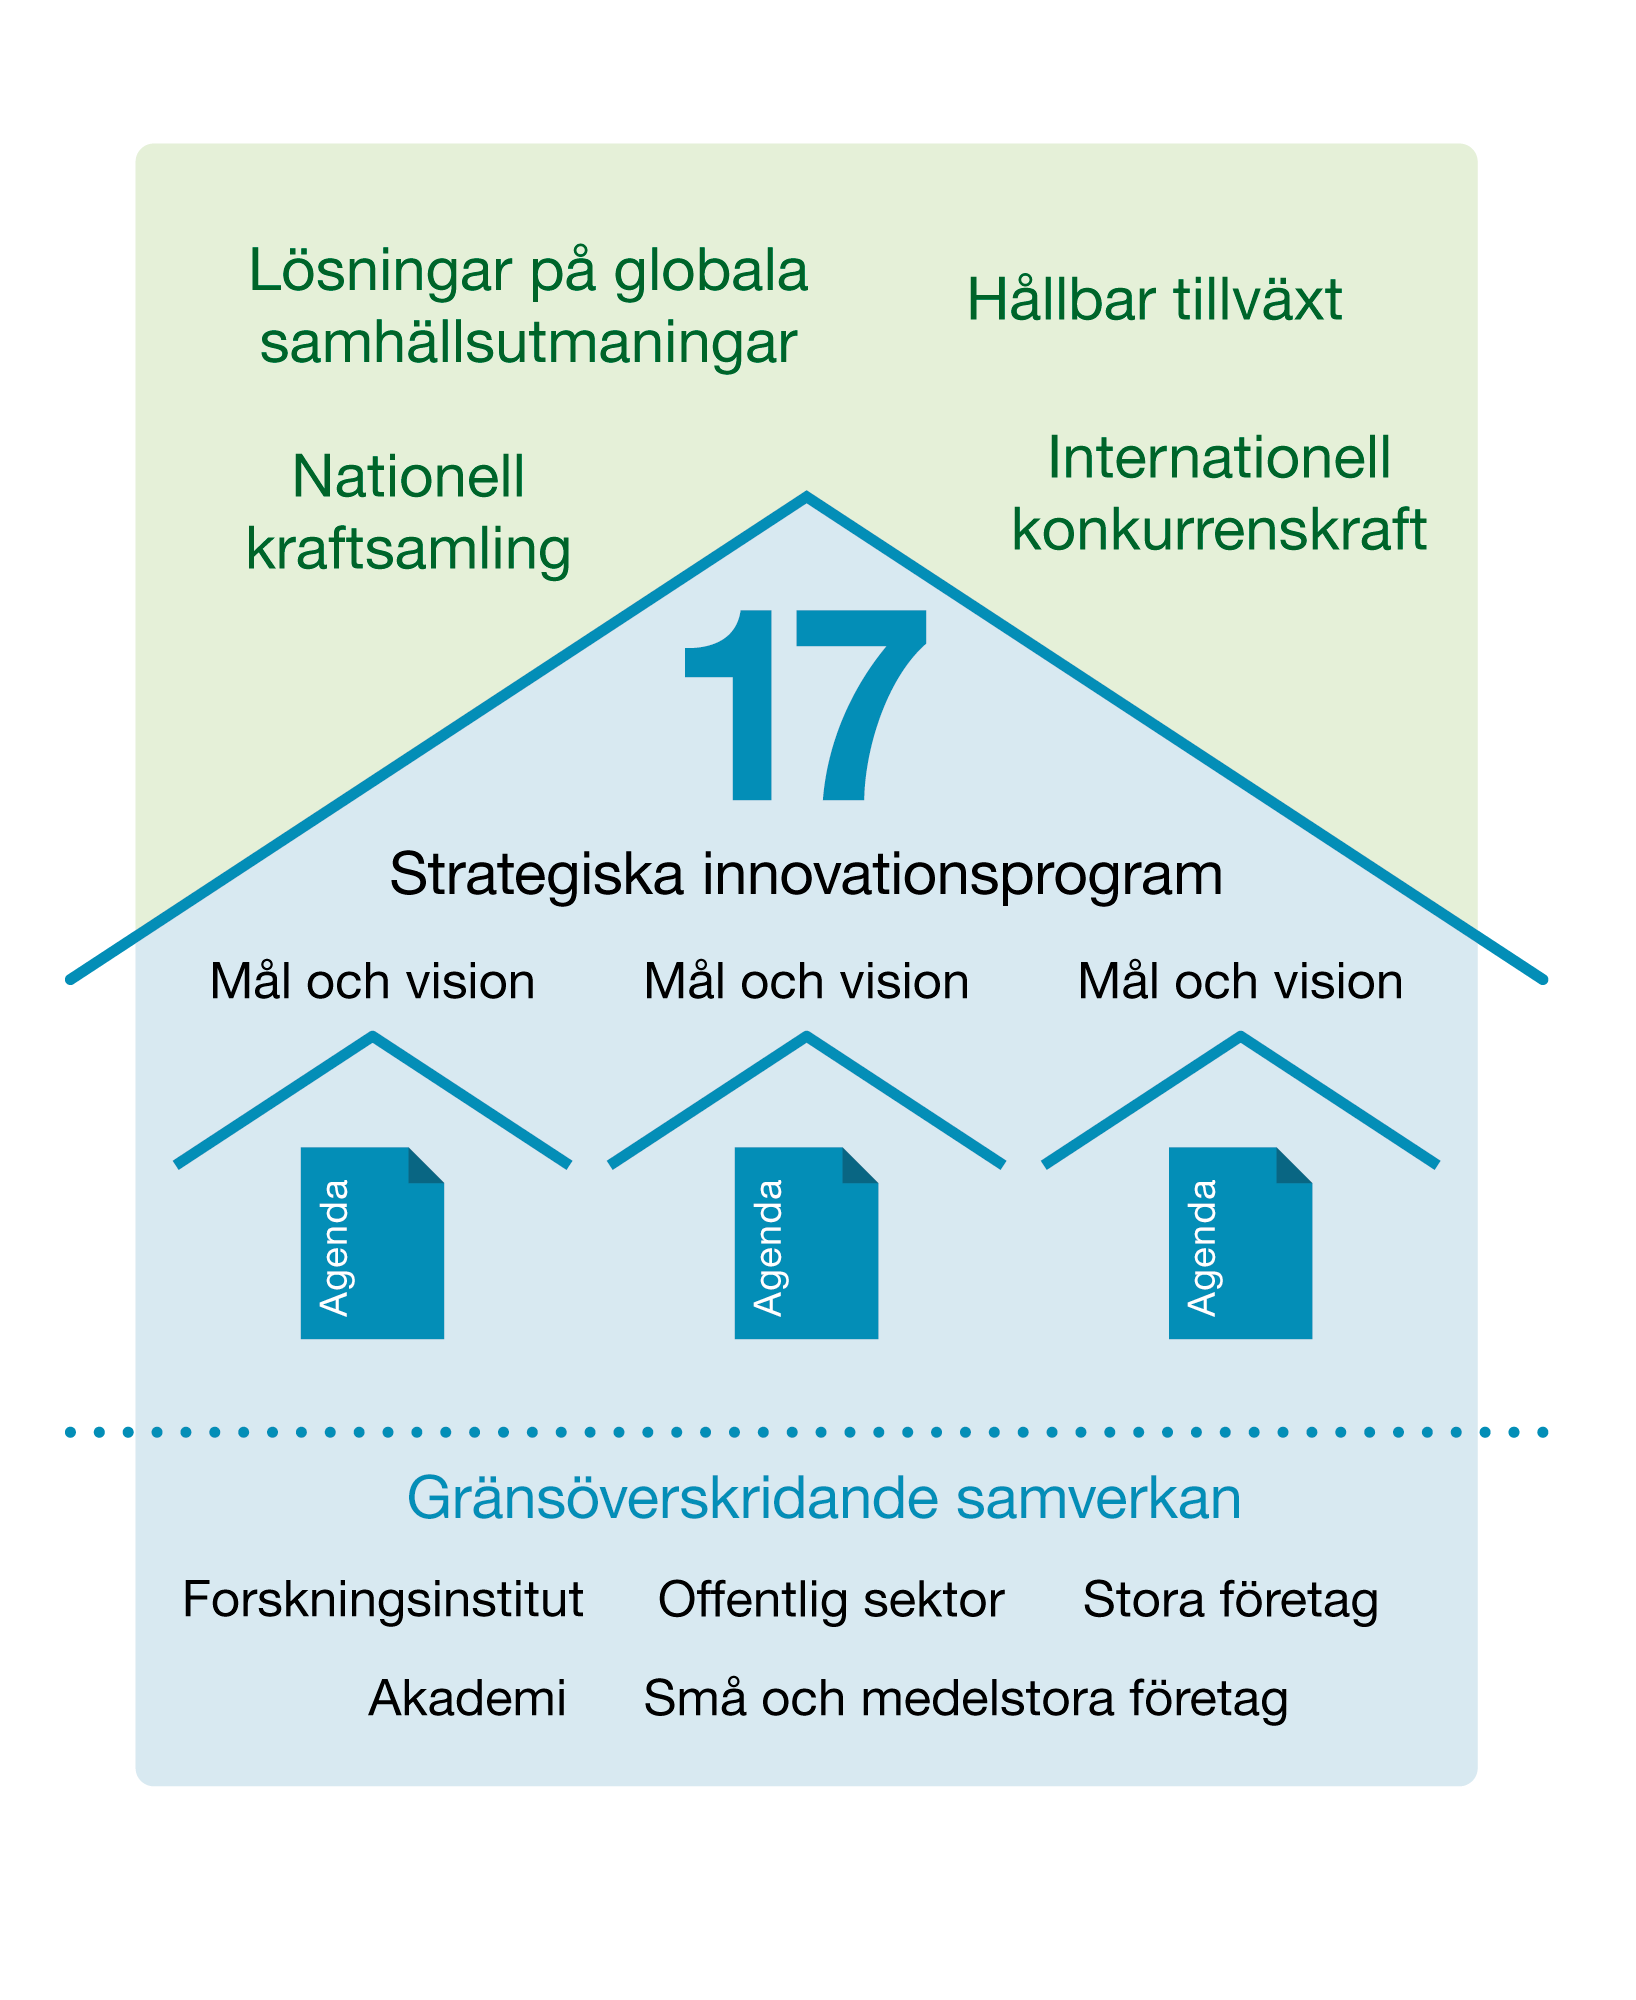 Lösningar på globala
samhällsutmaningar
Hållbar tillväxt
Nationell
kraftsamling
Internationell
konkurrenskraft
17
Strategiska innovationsprogram
Mål och vision
Mål och vision
Mål och vision
Agenda
Agenda
Agenda
Gränsöverskridande samverkan
Forskningsinstitut
Offentlig sektor
Stora företag
Akademi
Små och medelstora företag